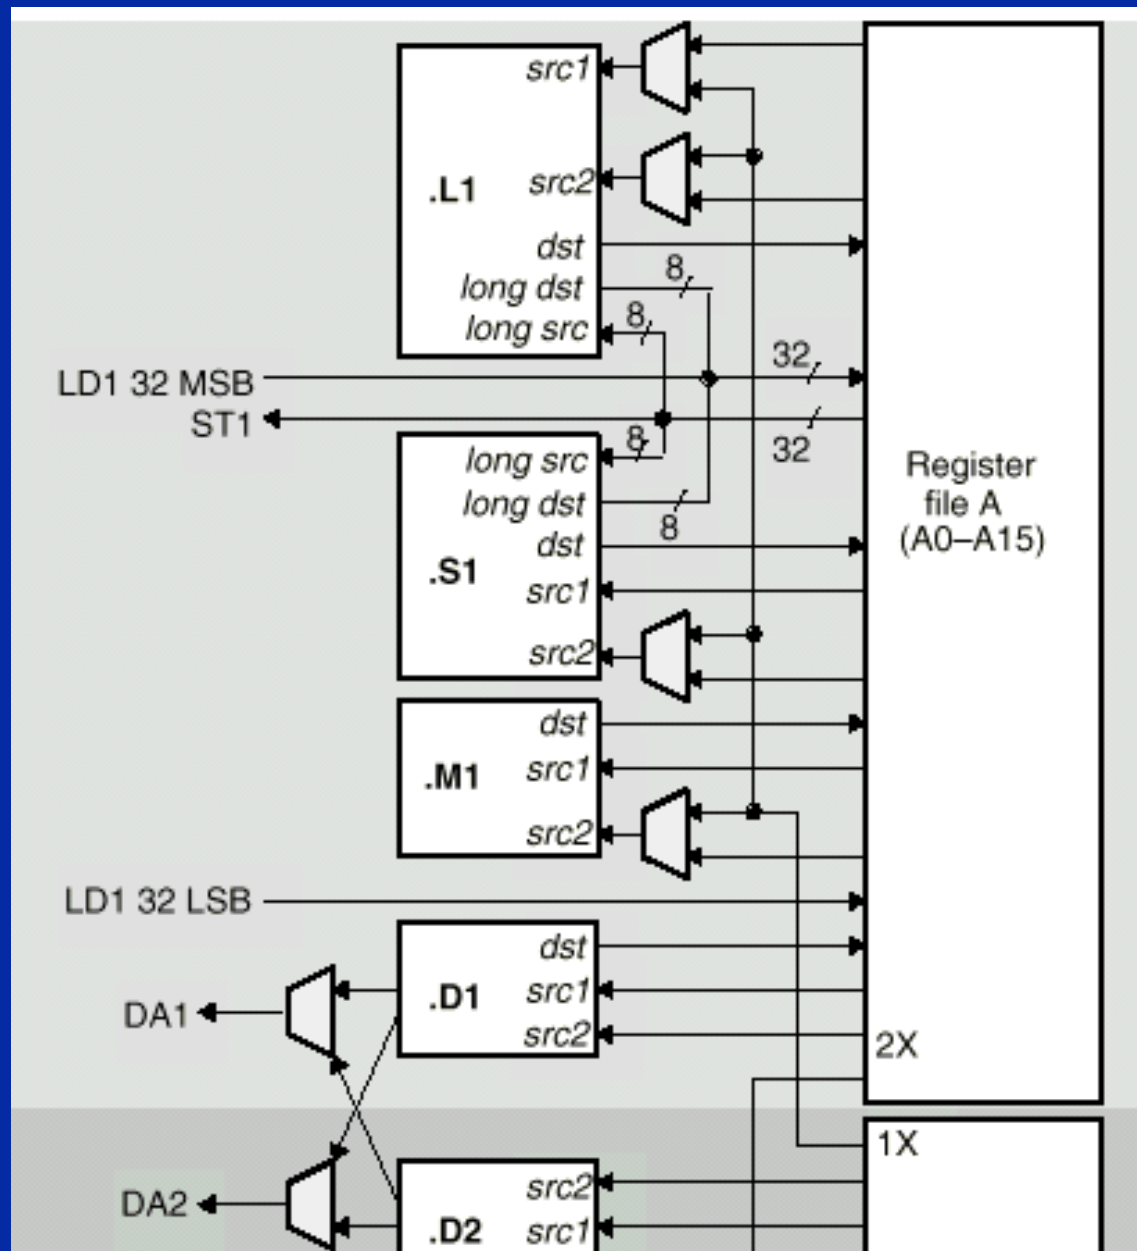 src1
.L1
src2
dst
8
long dst
8
long src
LD1 32 MSB
32
ST1
32
8
long src
long dst
8
dst
.S1
src1
src2
Register
file A
(A0–A15)
dst
.M1
src1
src2
LD1 32 LSB
dst
DA1
.D1
src1
src2
2X
1X
DA2
src2
.D2
src1